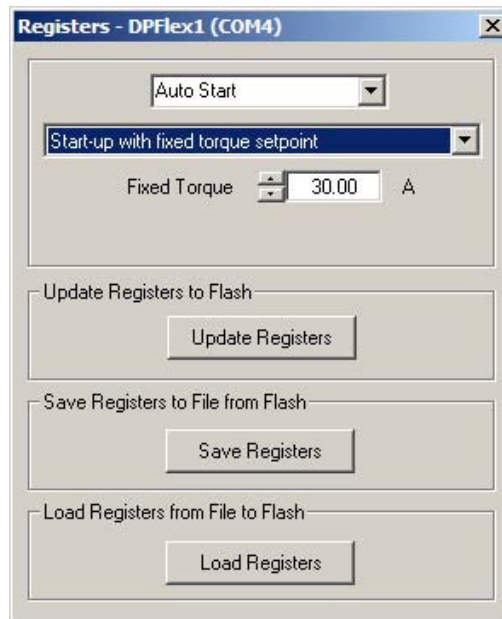 Registers - DPFlex1 (COM4)
Auto Start
Start-up with fixed torque setpoint
Fixed Torque 30.00 A
Update Registers to Flash
Update Registers
Save Registers to File from Flash
Save Registers
Load Registers from File to Flash
Load Registers